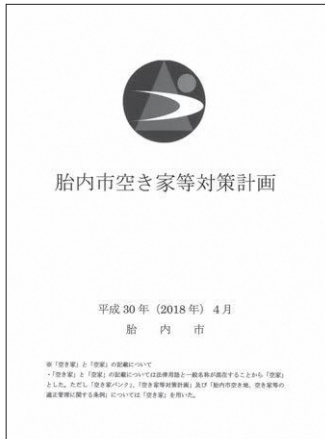 胎内市空き家等対策計画
平成 30 年（2018 年）4 月
胎 内 市
※「空き家」と「空家」の記載について
・「空き家」と「空家」の記載については法律用語と一般名称が混在することから「空家」
とした。ただし「空き家バンク」、「空き家等対策計画」及び「胎内市空き地、空き家等の
適正管理に関する条例」については「空き家」を用いた。